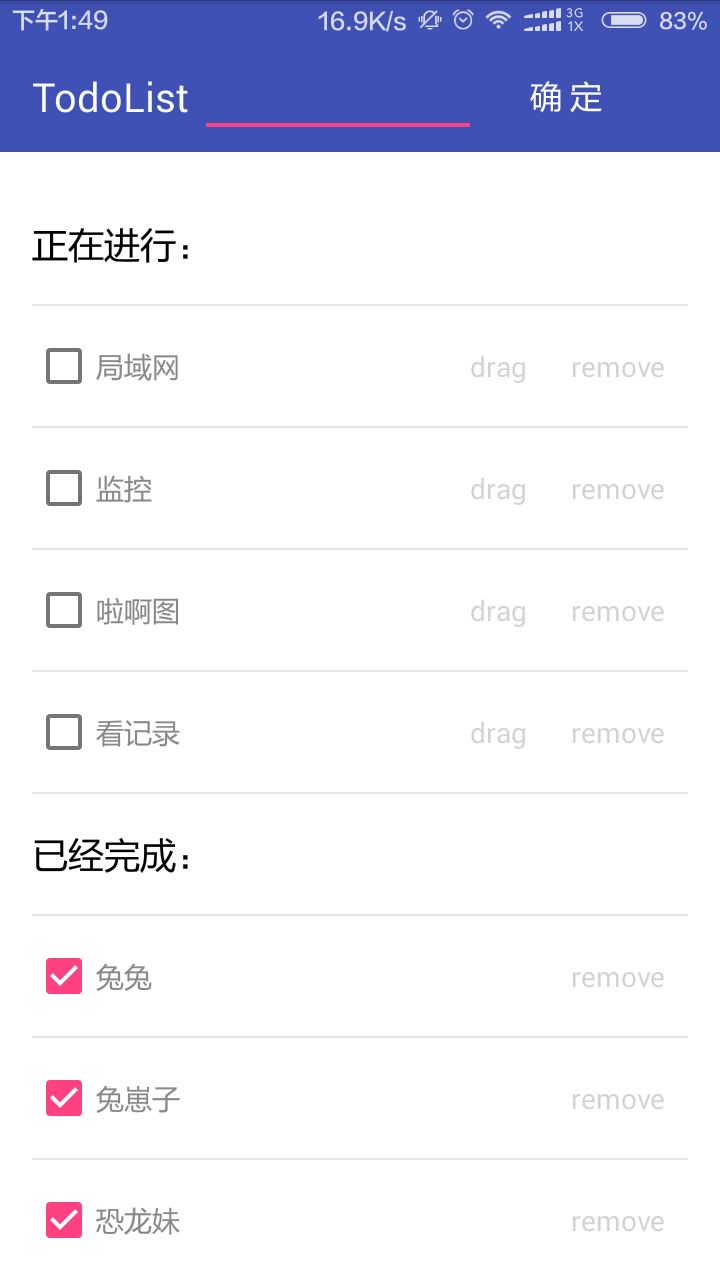 下午1:49 16.9K/s 3G 1X 83%
TodoList 确定
正在进行：
局域网 drag remove
监控 drag remove
啦啊图 drag remove
看记录 drag remove
已经完成：
兔兔 remove
兔崽子 remove
恐龙妹 remove